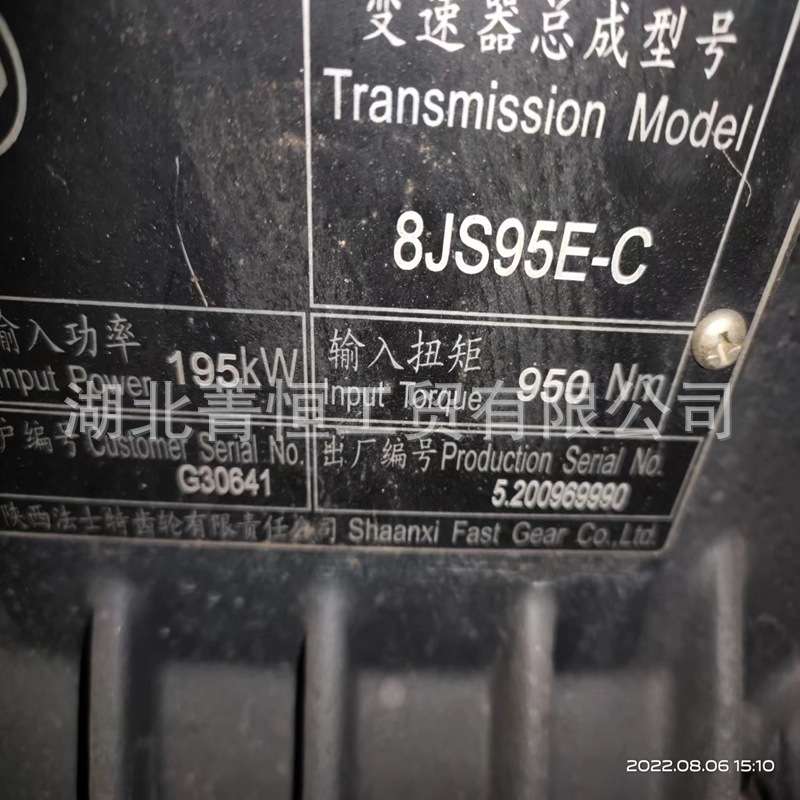 变速器总成型号
Transmission Model
8JS95E-C
输入功率
Input Power 195kW
输入扭矩
Input Torque 950 Nm
户编号 Customer Serial No.
G30641
出厂编号 Production Serial No.
5.200969990
陕西法士特齿轮有限责任公司 Shaanxi Fast Gear Co.,Ltd.
湖北菁恒工贸有限公司
2022.08.06 15:10